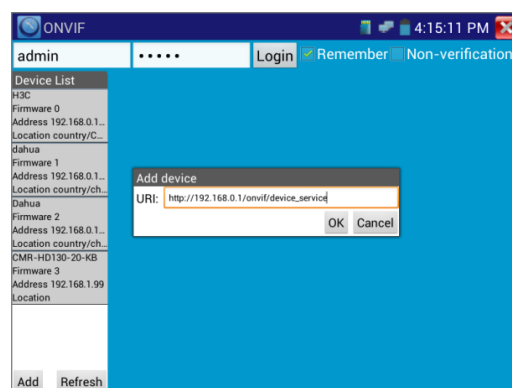 ONVIF
4:15:11 PM
admin
•••••
Login
Remember
Non-verification
Device List
H3C
Firmware 0
Address 192.168.0.1...
Location country/C...
dahua
Firmware 1
Address 192.168.0.1...
Location country/ch...
Dahua
Firmware 2
Address 192.168.0.1...
Location country/ch...
CMR-HD130-20-KB
Firmware 3
Address 192.168.1.99
Location
Add device
URI: http://192.168.0.1/onvif/device_service
OK Cancel
Add Refresh